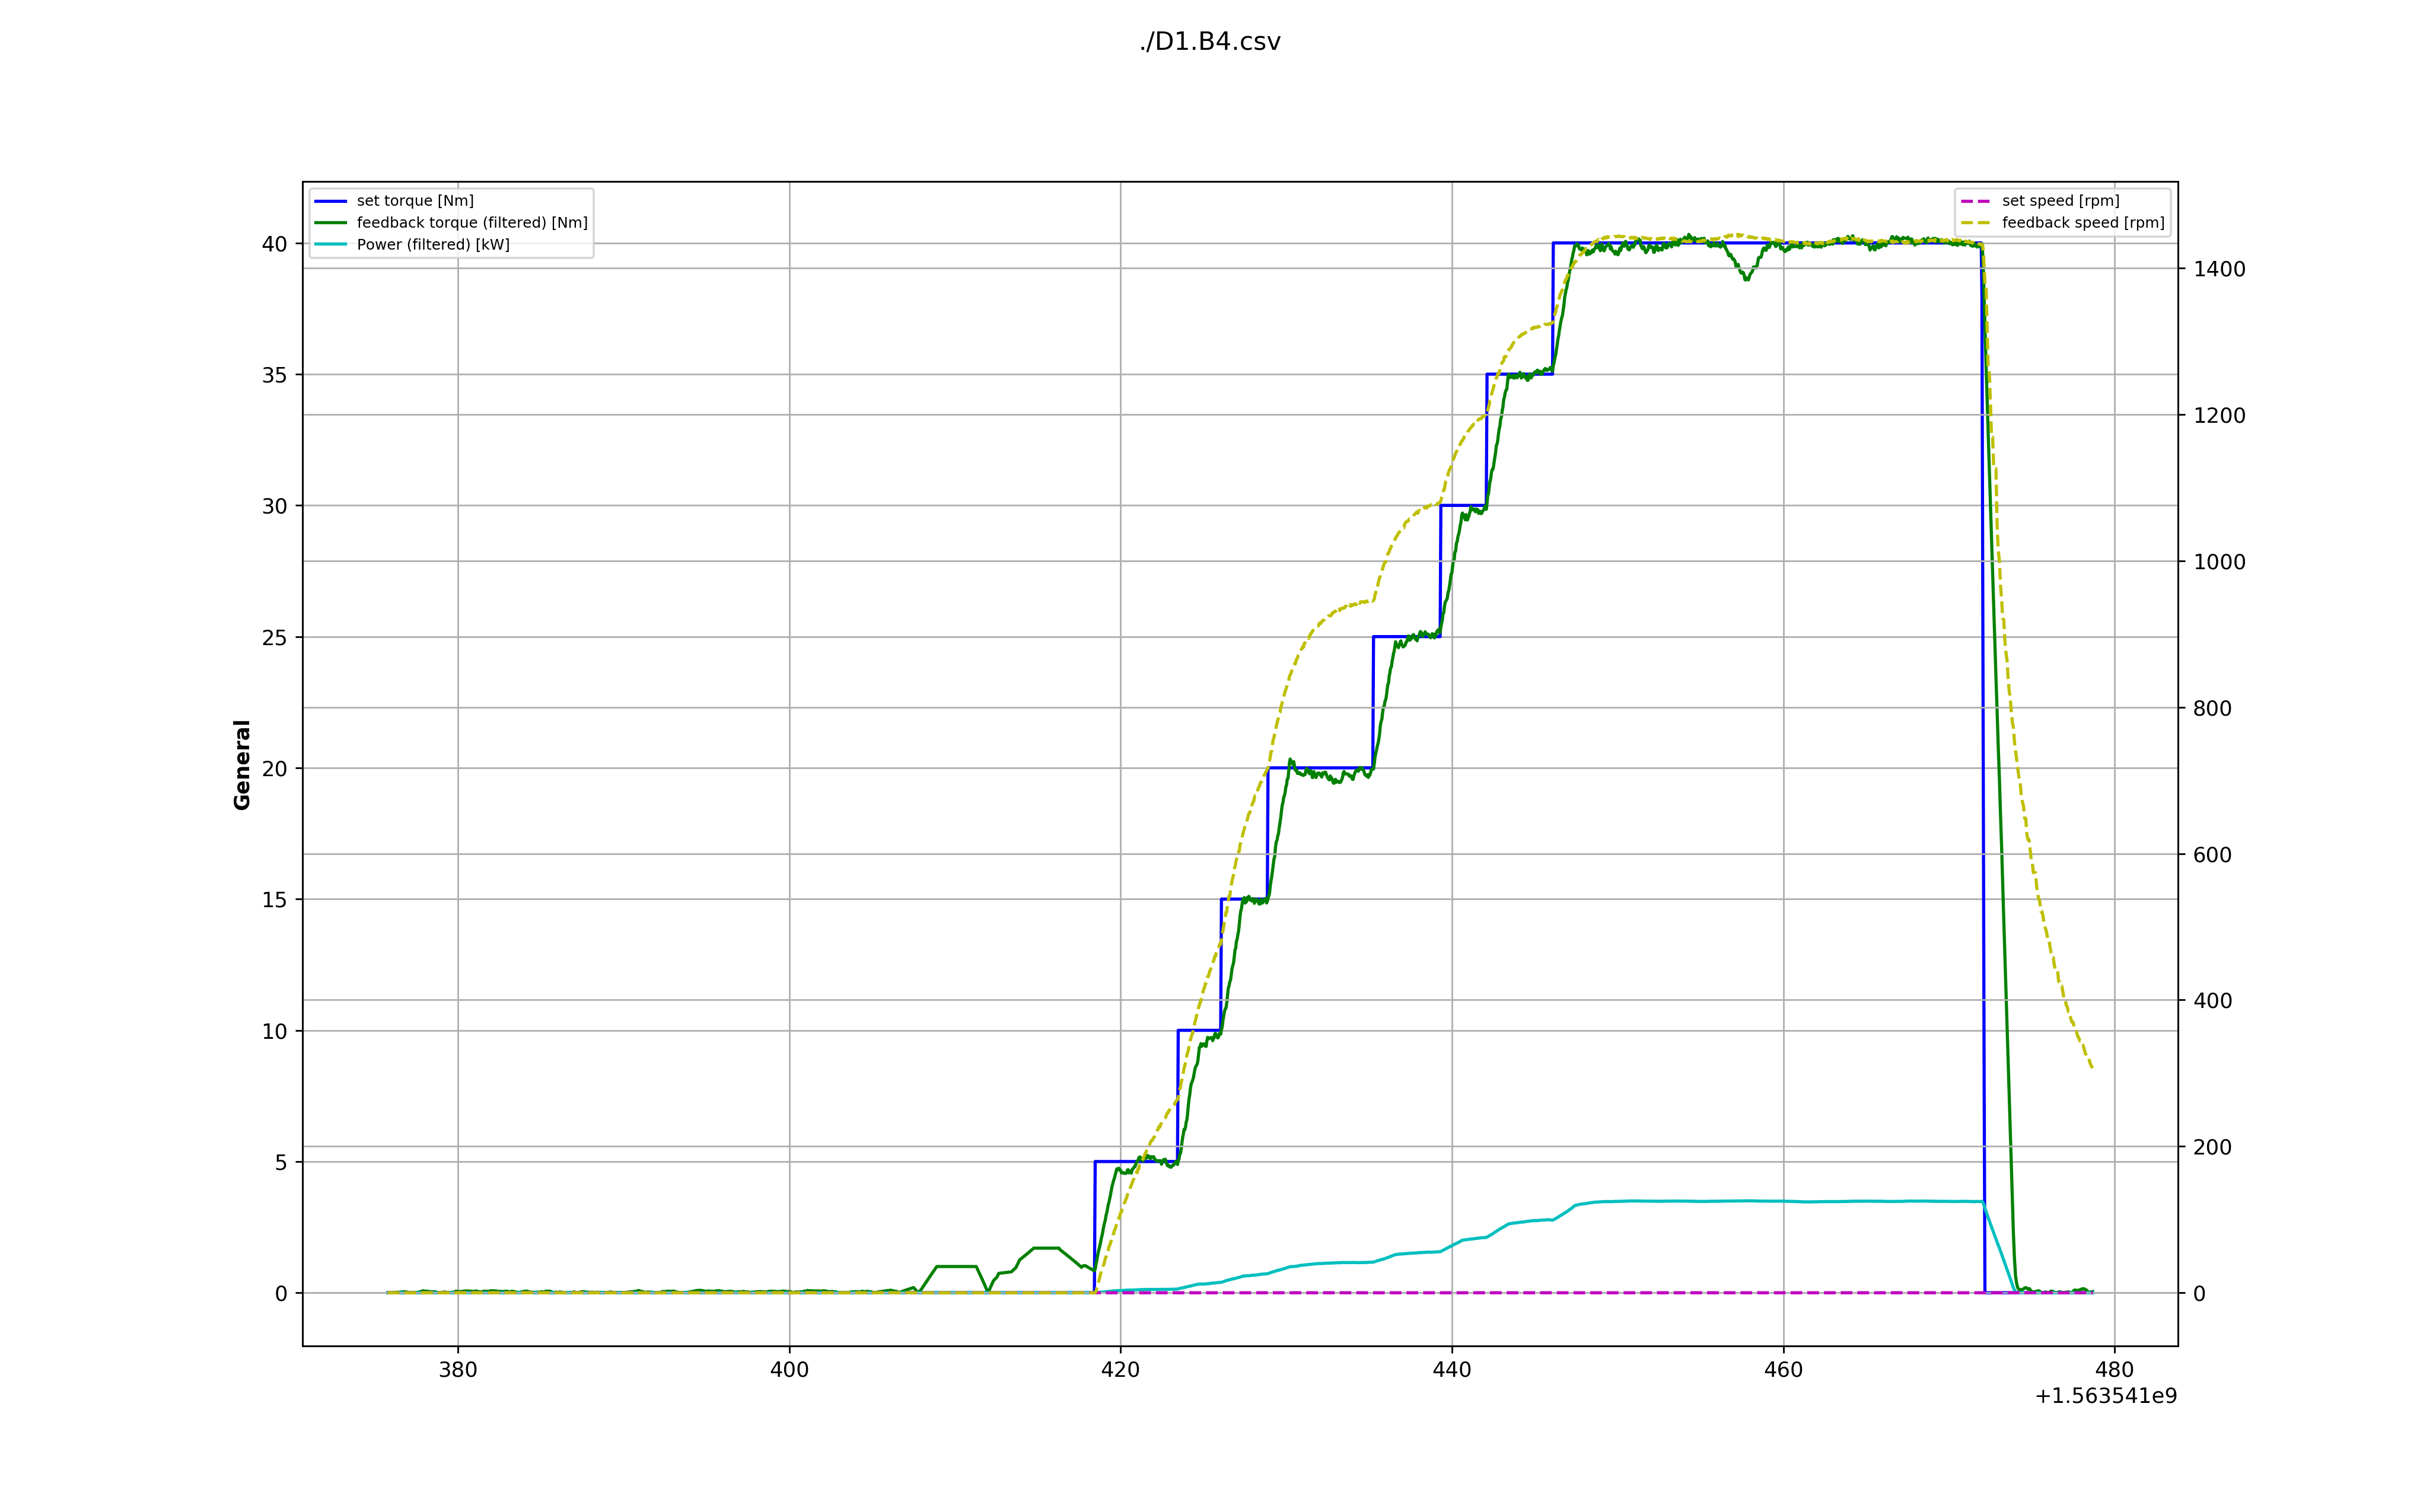 ./D1.B4.csv
set torque [Nm]
feedback torque (filtered) [Nm]
Power (filtered) [kW]
set speed [rpm]
feedback speed [rpm]
General
40
35
30
25
20
15
10
5
0
1400
1200
1000
800
600
400
200
0
380 400 420 440 460 480
+1.563541e9